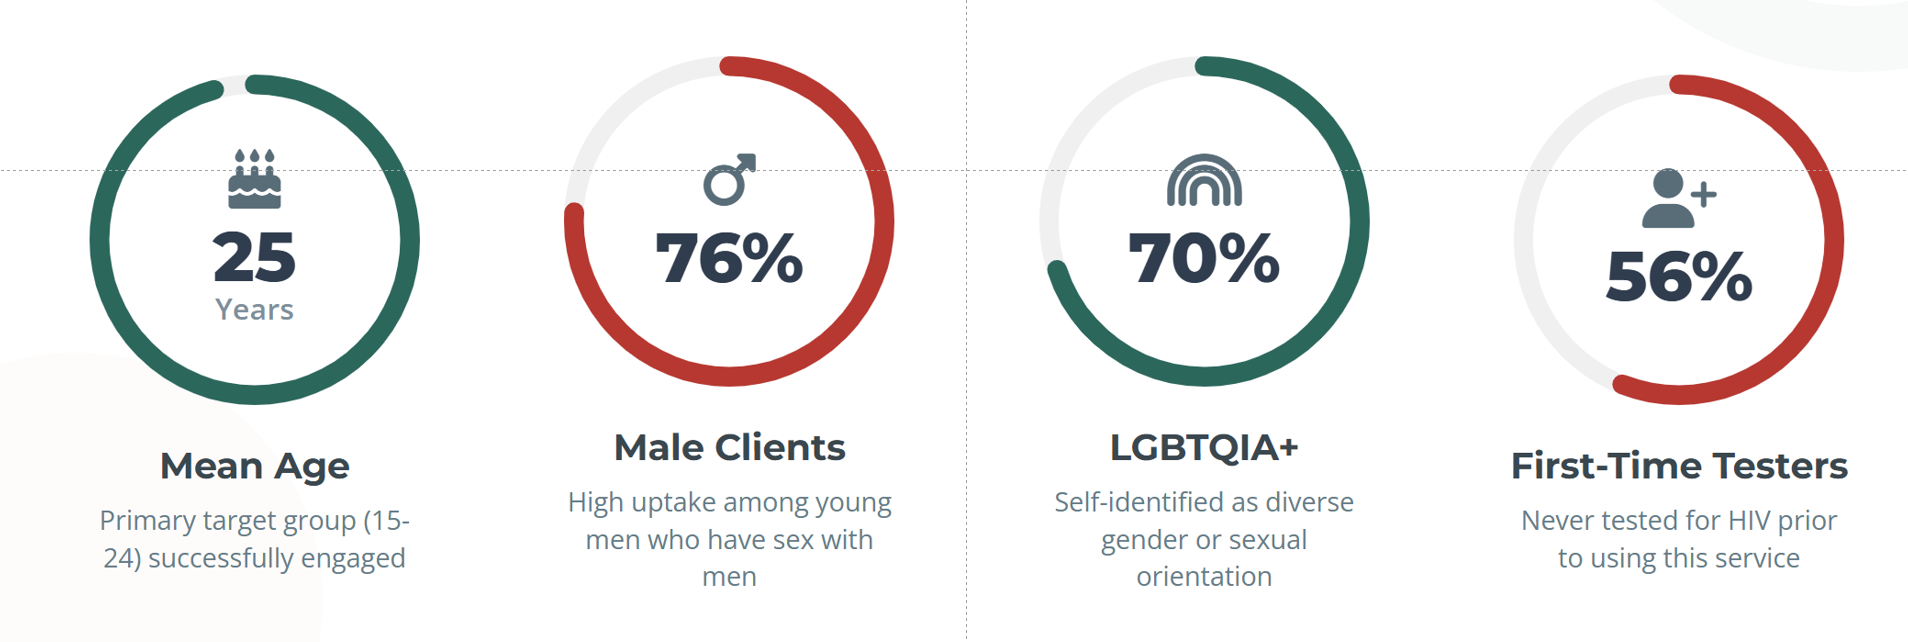 25
Years
Mean Age
Primary target group (15-
24) successfully engaged
76%
Male Clients
High uptake among young
men who have sex with
men
70%
LGBTQIA+
Self-identified as diverse
gender or sexual
orientation
56%
First-Time Testers
Never tested for HIV prior
to using this service